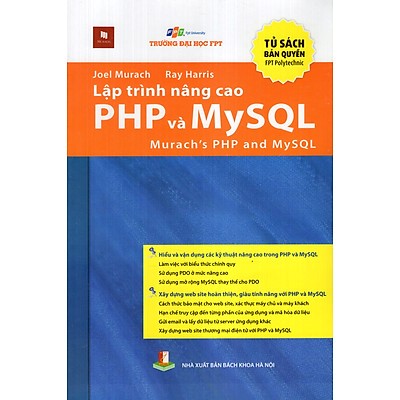 FPT Fpt University
TRƯỜNG ĐẠI HỌC FPT
TỦ SÁCH
BẢN QUYỀN
FPT Polytechnic
Joel Murach Ray Harris
Lập trình nâng cao
PHP và MySQL
Murach's PHP and MySQL
Hiểu và vận dụng các kỹ thuật nâng cao trong PHP và MySQL
Làm việc với biểu thức chính quy
Sử dụng PDO ở mức nâng cao
Sử dụng mở rộng MySQL thay thế cho PDO
Xây dựng web site hoàn thiện, giàu tính năng với PHP và MySQL
Cách thức bảo mật cho web site, xác thực máy chủ và máy khách
Hạn chế truy cập đến từng phần của ứng dụng và mã hóa dữ liệu
Gửi email và lấy dữ liệu từ server ứng dụng khác
Xây dựng web site thương mại điện tử với PHP và MySQL
NHÀ XUẤT BẢN BÁCH KHOA HÀ NỘI